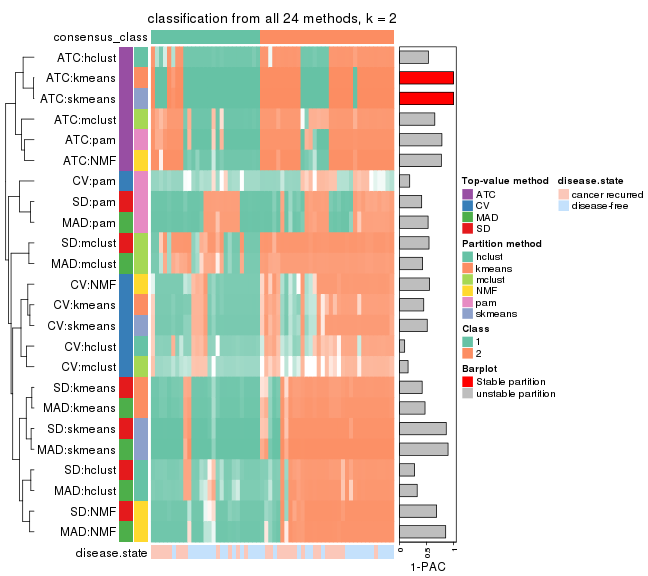 classification from all 24 methods, k = 2
consensus_class
ATC:hclust
ATC:kmeans
ATC:skmeans
ATC:mclust
ATC:pam
ATC:NMF
CV:pam
SD:pam
MAD:pam
SD:mclust
MAD:mclust
CV:NMF
CV:kmeans
CV:skmeans
CV:hclust
CV:mclust
SD:kmeans
MAD:kmeans
SD:skmeans
MAD:skmeans
SD:hclust
MAD:hclust
SD:NMF
MAD:NMF
disease.state
0 0.5 1
1-PAC
Top-value method
ATC
CV
MAD
SD
Partition method
hclust
kmeans
mclust
NMF
pam
skmeans
Class
1
2
Barplot
Stable partition
unstable partition
disease.state
cancer recurred
disease-free